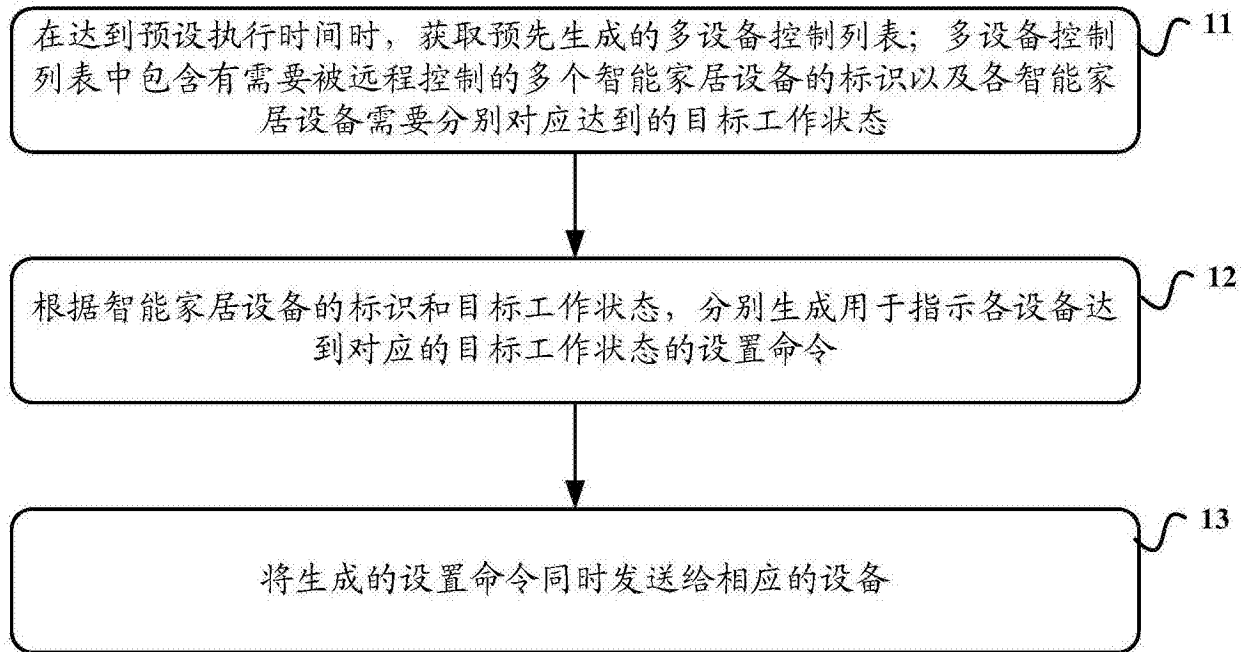 在达到预设执行时间时，获取预先生成的多设备控制
列表；多设备控制
列表中包含有需要被远程控制的多个智能家居设备的标识以及各智能家
居设备需要分别对应达到的目标工作状态
11
根据智能家居设备的标识和目标工作状态，分别生成用于指示各设备达
到对应的目标工作状态的设置命令
12
将生成的设置命令同时发送给相应的设备
13